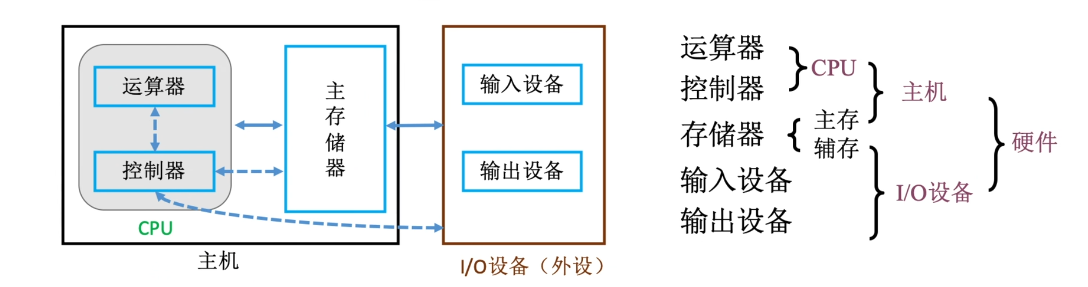 运算器
控制器
CPU
主存储器
主机
输入设备
输出设备
I/O设备（外设）
运算器
控制器
CPU
存储器
主存
辅存
主机
输入设备
输出设备
I/O设备
硬件